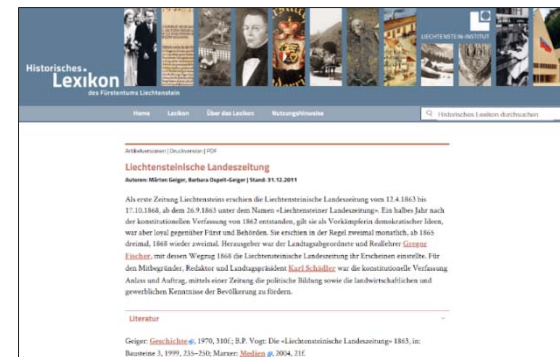 Historisches
Lexikon
des Fürstentums Liechtenstein
LIECHTENSTEIN-INSTITUT
Home Lexikon Über das Lexikon Nutzungshinweise
Historisches Lexikon durchsuchen
Artikelversionen | Druckversion | PDF
Liechtensteinische Landeszeitung
Autoren: Márton Geiger, Barbara Ospelt-Geiger | Stand: 31.12.2011
Als erste Zeitung Liechtensteins erschien die Liechtensteinische Landeszeitung vom 12.4.1863 bis
17.10.1868, ab dem 26.9.1863 unter dem Namen «Liechtensteiner Landeszeitung». Ein halbes Jahr nach
der konstitutionellen Verfassung von 1862 entstanden, gilt sie als Vorkämpferin demokratischer Ideen,
war aber loyal gegenüber Fürst und Behörden. Sie erschien in der Regel zweimal monatlich, ab 1865
dreimal, 1868 wieder zweimal. Herausgeber war der Landtagsabgeordnete und Reallehrer Gregor
Fischer, mit dessen Wegzug 1868 die Liechtensteinische Landeszeitung ihr Erscheinen einstellte. Für
den Mitbegründer, Redaktor und Landtagspräsident Karl Schädler war die konstitutionelle Verfassung
Anlass und Auftrag, mittels einer Zeitung die politische Bildung sowie die landwirtschaftlichen und
gewerblichen Kenntnisse der Bevölkerung zu fördern.
Literatur
Geiger: Geschichte, 1970, 310f.; B.P. Vogt: Die «Liechtensteinische Landeszeitung» 1863, in:
Bausteine 3, 1999, 235–250; Marxer: Medien, 2004, 21f.